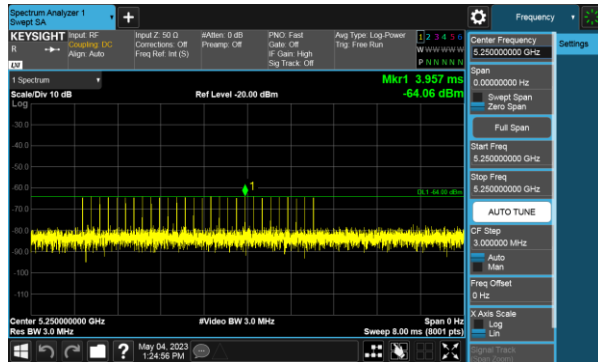 Spectrum Analyzer 1
Swept SA
+
Frequency
KEYSIGHT
R
LXI
Input: RF
Coupling: DC
Align: Auto
Input Z: 50 Ω
Corrections: Off
Freq Ref: Int (S)
#Atten: 0 dB
Preamp: Off
PNO: Fast
Gate: Off
IF Gain: High
Sig Track: Off
Avg Type: Log-Power
Trig: Free Run
1 2 3 4 5 6
W W W W W W
P N N N N N
1 Spectrum
Scale/Div 10 dB
Log
Ref Level -20.00 dBm
Mkr1 3.957 ms
-64.06 dBm
-30.0
-40.0
-50.0
-60.0
-70.0
-80.0
-90.0
-100
-110
1
DL1 -64.00 dBm
Center 5.250000000 GHz
Res BW 3.0 MHz
#Video BW 3.0 MHz
Span 0 Hz
Sweep 8.00 ms (8001 pts)
Center Frequency
5.250000000 GHz
Settings
Span
0.00000000 Hz
Swept Span
Zero Span
Full Span
Start Freq
5.250000000 GHz
Stop Freq
5.250000000 GHz
AUTO TUNE
CF Step
3.000000 MHz
Auto
Man
Freq Offset
0 Hz
X Axis Scale
Log
Lin
Signal Track
(Span Zoom)
?
May 04, 2023
1:24:56 PM